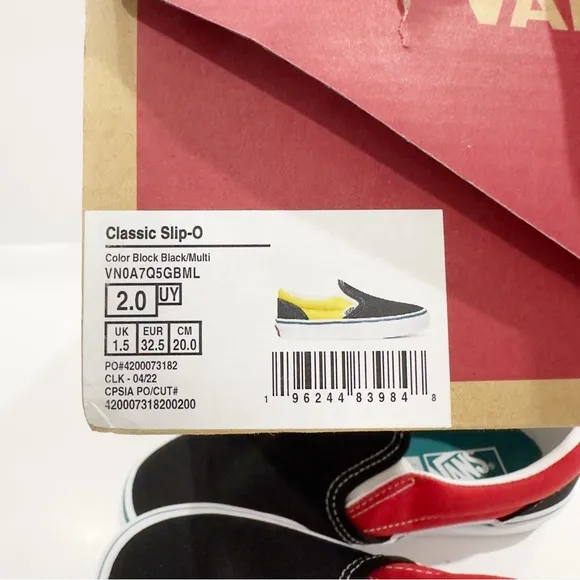 VAN
Classic Slip-O
Color Block Black/Multi
VN0A7Q5GBML
2.0 UY
UK EUR CM
1.5 32.5 20.0
PO#4200073182
CLK - 04/22
CPSIA PO/CUT#
420007318200200
1 96244 83984 8
VANS